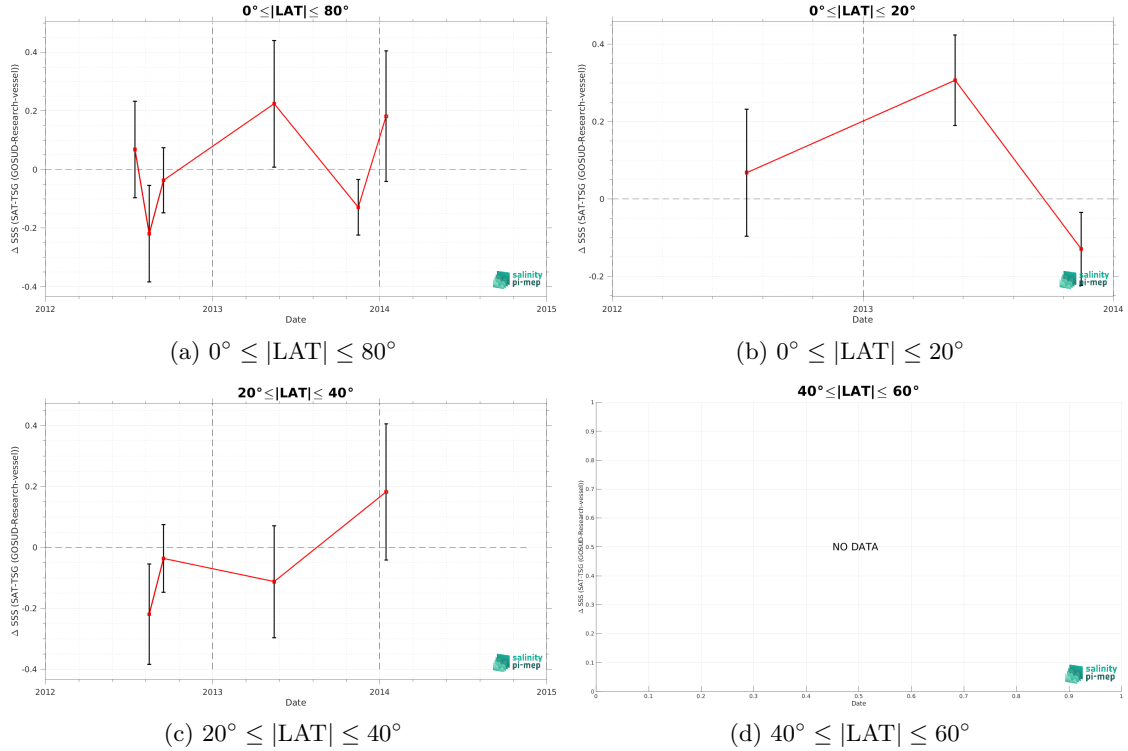 0°≤|LAT|≤ 80°
Δ SSS (SAT-TSG (GOSUD-Research-vessel))
0.4
0.2
0
-0.2
-0.4
2012
2013
2014
2015
Date
salinity
pi-mep
(a) 0° ≤ |LAT| ≤ 80°
0°≤|LAT|≤ 20°
Δ SSS (SAT-TSG (GOSUD-Research-vessel))
0.4
0.2
0
-0.2
2012
2013
2014
Date
salinity
pi-mep
(b) 0° ≤ |LAT| ≤ 20°
20°≤|LAT|≤ 40°
Δ SSS (SAT-TSG (GOSUD-Research-vessel))
0.4
0.2
0
-0.2
-0.4
2012
2013
2014
2015
Date
salinity
pi-mep
(c) 20° ≤ |LAT| ≤ 40°
40°≤|LAT|≤ 60°
Δ SSS (SAT-TSG (GOSUD-Research-vessel))
1
0.9
0.8
0.7
0.6
0.5
0.4
0.3
0.2
0.1
0
NO DATA
0
0.1
0.2
0.3
0.4
0.5
0.6
0.7
0.8
0.9
1
Date
salinity
pi-mep
(d) 40° ≤ |LAT| ≤ 60°